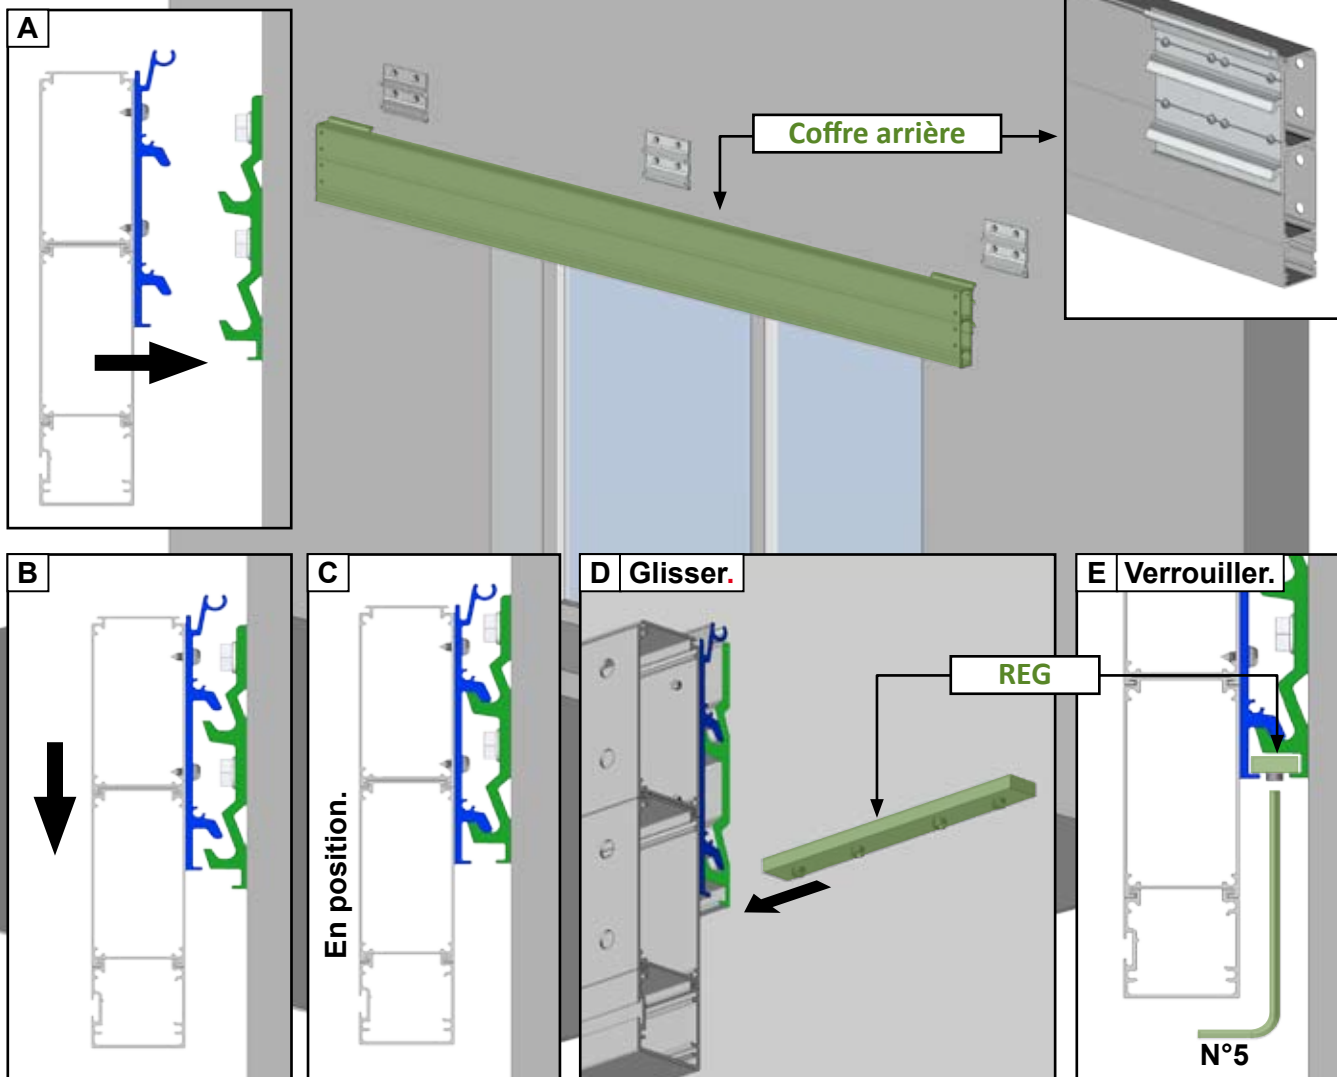 A
Coffre arrière
B
C
En position.
D Glisser.
REG
E Verrouiller.
N°5